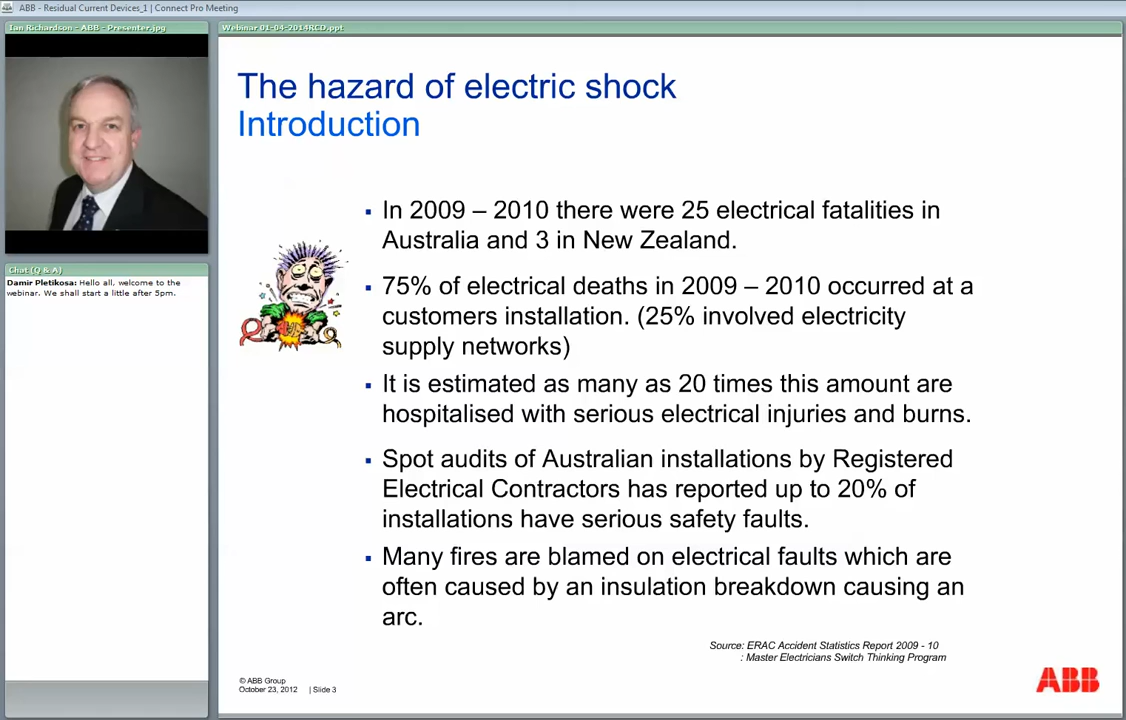 ABB - Residual Current Devices_1 | Connect Pro Meeting
Ian Richardson - ABB - Presenter.jpg
Webinar 01-04-2014RCD.ppt
Chat (Q & A)
Damir Pletikosa: Hello all, welcome to the
webinar. We shall start a little after 5pm.
The hazard of electric shock
Introduction
▪ In 2009 – 2010 there were 25 electrical fatalities in
Australia and 3 in New Zealand.
▪ 75% of electrical deaths in 2009 – 2010 occurred at a
customers installation. (25% involved electricity
supply networks)
▪ It is estimated as many as 20 times this amount are
hospitalised with serious electrical injuries and burns.
▪ Spot audits of Australian installations by Registered
Electrical Contractors has reported up to 20% of
installations have serious safety faults.
▪ Many fires are blamed on electrical faults which are
often caused by an insulation breakdown causing an
arc.
Source: ERAC Accident Statistics Report 2009 - 10
: Master Electricians Switch Thinking Program
© ABB Group
October 23, 2012 | Slide 3
ABB